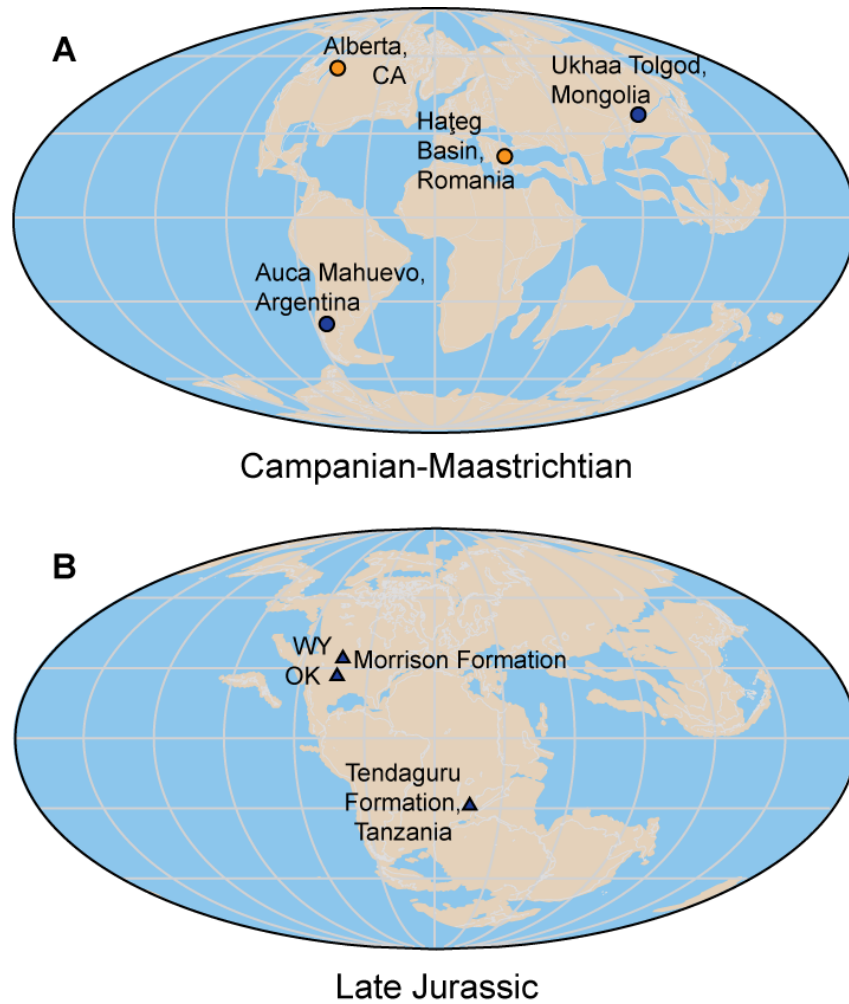 A
Alberta,
CA
Ukhaa Tolgod,
Mongolia
Haţeg
Basin,
Romania
Auca Mahuevo,
Argentina
Campanian-Maastrichtian
B
WY
Morrison Formation
OK
Tendaguru
Formation,
Tanzania
Late Jurassic